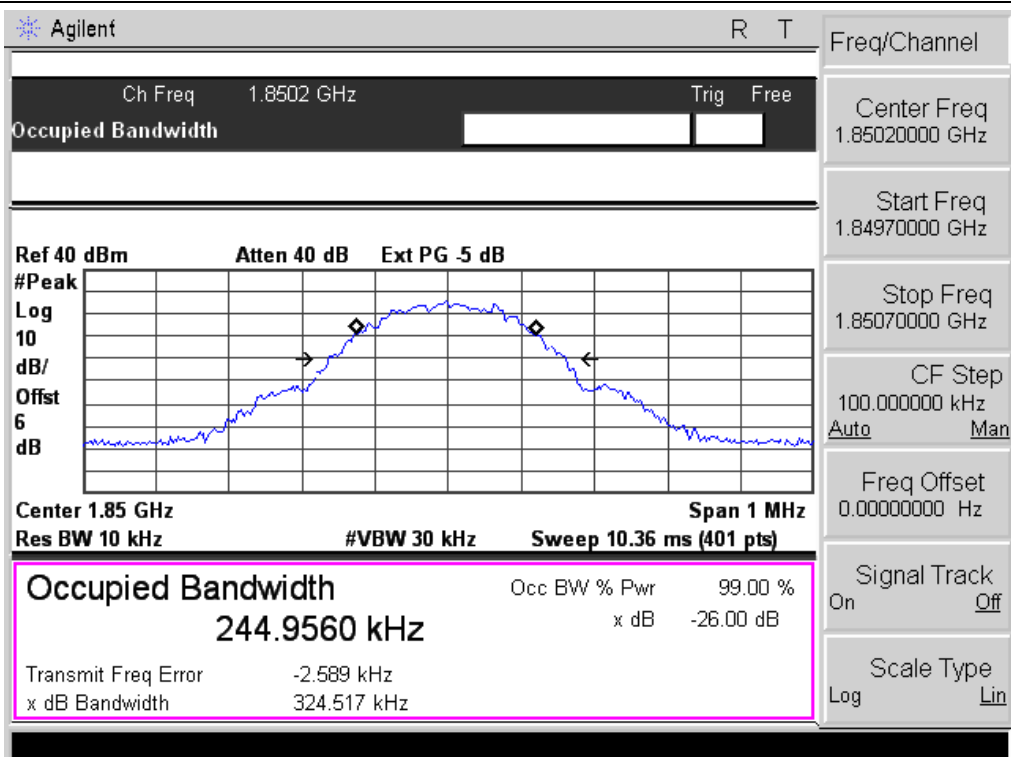 Agilent R T
Ch Freq 1.8502 GHz Trig Free
Occupied Bandwidth
Ref 40 dBm Atten 40 dB Ext PG -5 dB
#Peak
Log
10
dB/
Offst
6
dB
Center 1.85 GHz Span 1 MHz
Res BW 10 kHz #VBW 30 kHz Sweep 10.36 ms (401 pts)
Occupied Bandwidth
244.9560 kHz
Occ BW % Pwr 99.00 %
x dB -26.00 dB
Transmit Freq Error -2.589 kHz
x dB Bandwidth 324.517 kHz
Freq/Channel
Center Freq
1.85020000 GHz
Start Freq
1.84970000 GHz
Stop Freq
1.85070000 GHz
CF Step
100.000000 kHz
Auto Man
Freq Offset
0.00000000 Hz
Signal Track
On Off
Scale Type
Log Lin